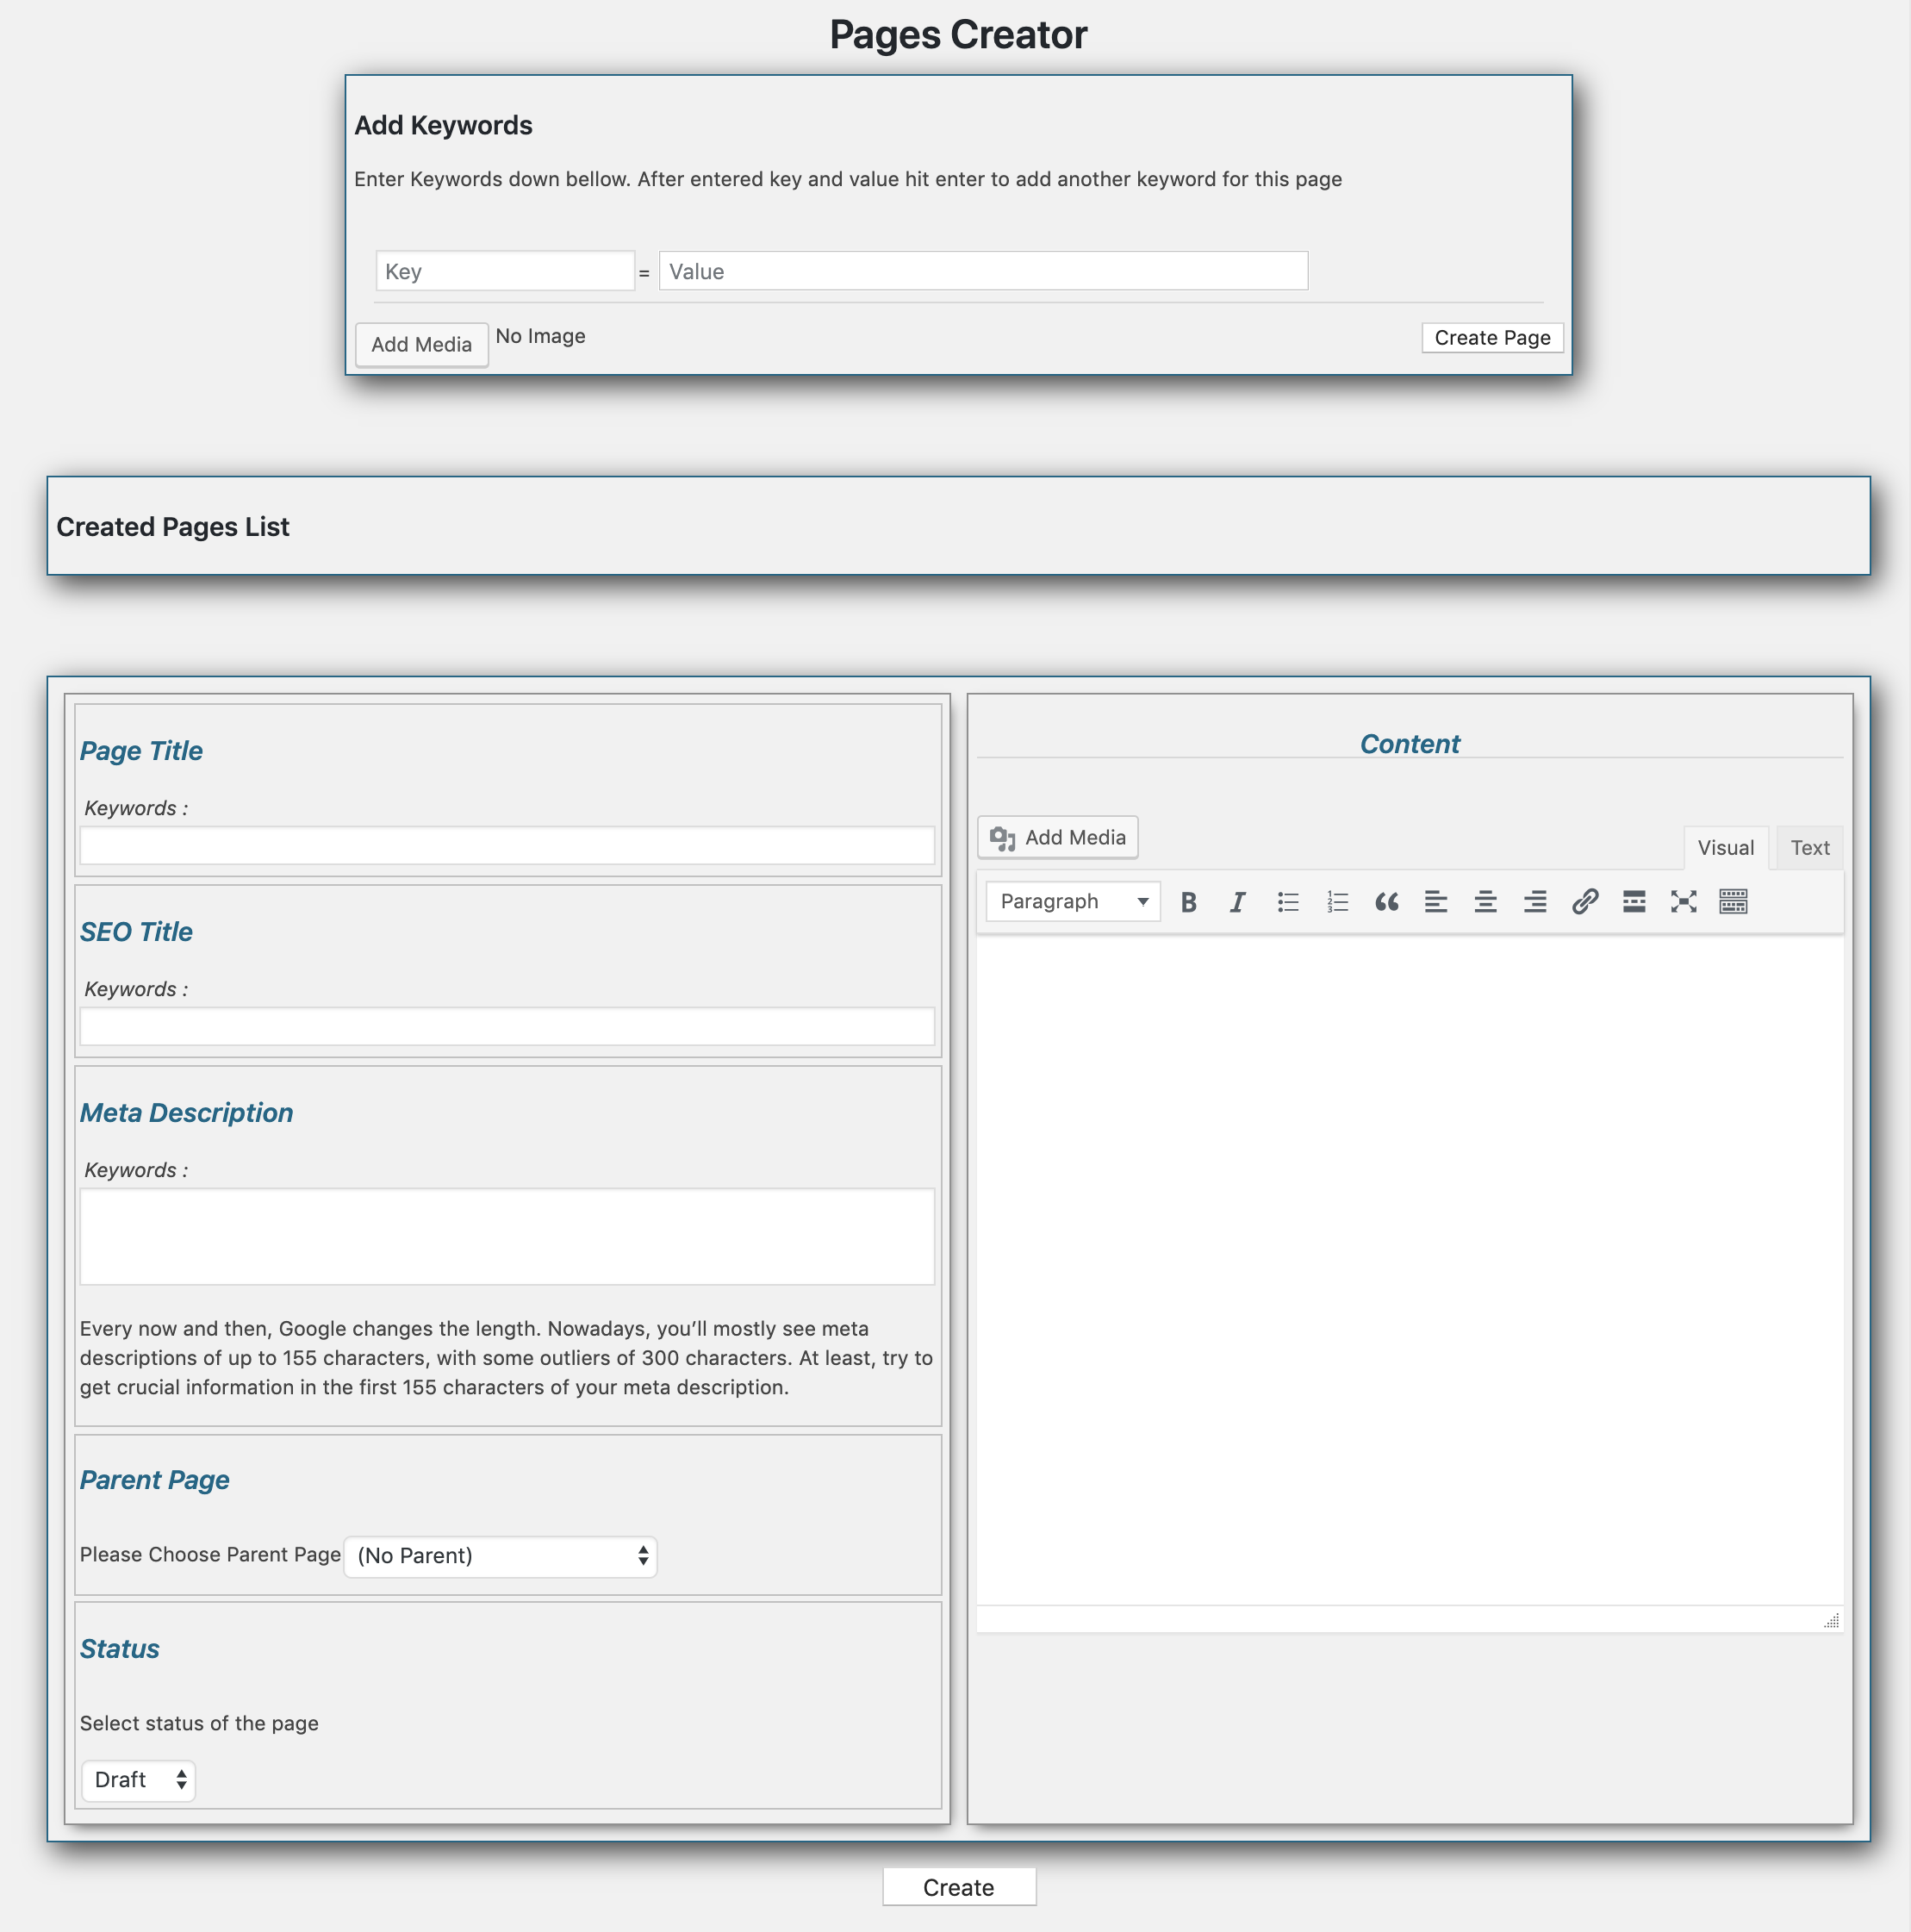 Pages Creator
Add Keywords
Enter Keywords down bellow. After entered key and value hit enter to add another keyword for this page
Key = Value
Add Media No Image Create Page
Created Pages List
Page Title
Keywords :
SEO Title
Keywords :
Meta Description
Keywords :
Every now and then, Google changes the length. Nowadays, you’ll mostly see meta
descriptions of up to 155 characters, with some outliers of 300 characters. At least, try to
get crucial information in the first 155 characters of your meta description.
Parent Page
Please Choose Parent Page (No Parent)
Status
Select status of the page
Draft
Content
Add Media
Visual Text
Paragraph B I
Create